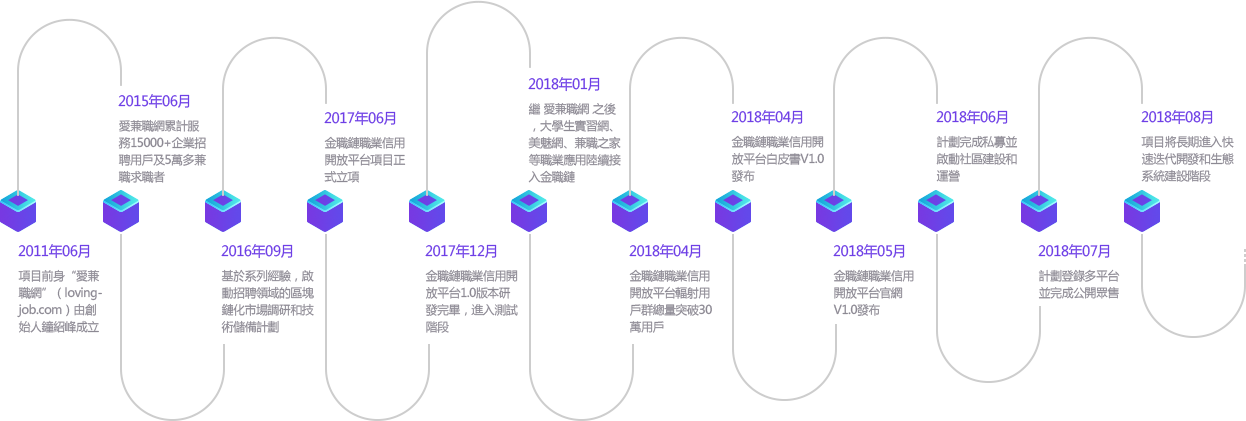 2011年06月
項目前身“愛兼
職網”（loving-
job.com）由創
始人鐘紹峰成立
2015年06月
愛兼職網累計服
務15000+企業招
聘用戶及5萬多兼
職求職者
2016年09月
基於系列經驗，啟
動招聘領域的區塊
鏈化市場調研和技
術儲備計劃
2017年06月
金職鏈職業信用
開放平台項目正
式立項
2017年12月
金職鏈職業信用開
放平台1.0版本研
發完畢，進入測試
階段
2018年01月
繼 愛兼職網 之後
，大學生實習網、
美魅網、兼職之家
等職業應用陸續接
入金職鏈
2018年04月
金職鏈職業信用
開放平台輻射用
戶群總量突破30
萬用戶
2018年04月
金職鏈職業信用開
放平台白皮書V1.0
發布
2018年05月
金職鏈職業信用
開放平台官網
V1.0發布
2018年06月
計劃完成私募並
啟動社區建設和
運營
2018年07月
計劃登錄多平台
並完成公開眾售
2018年08月
項目將長期進入快
速迭代開發和生態
系統建設階段